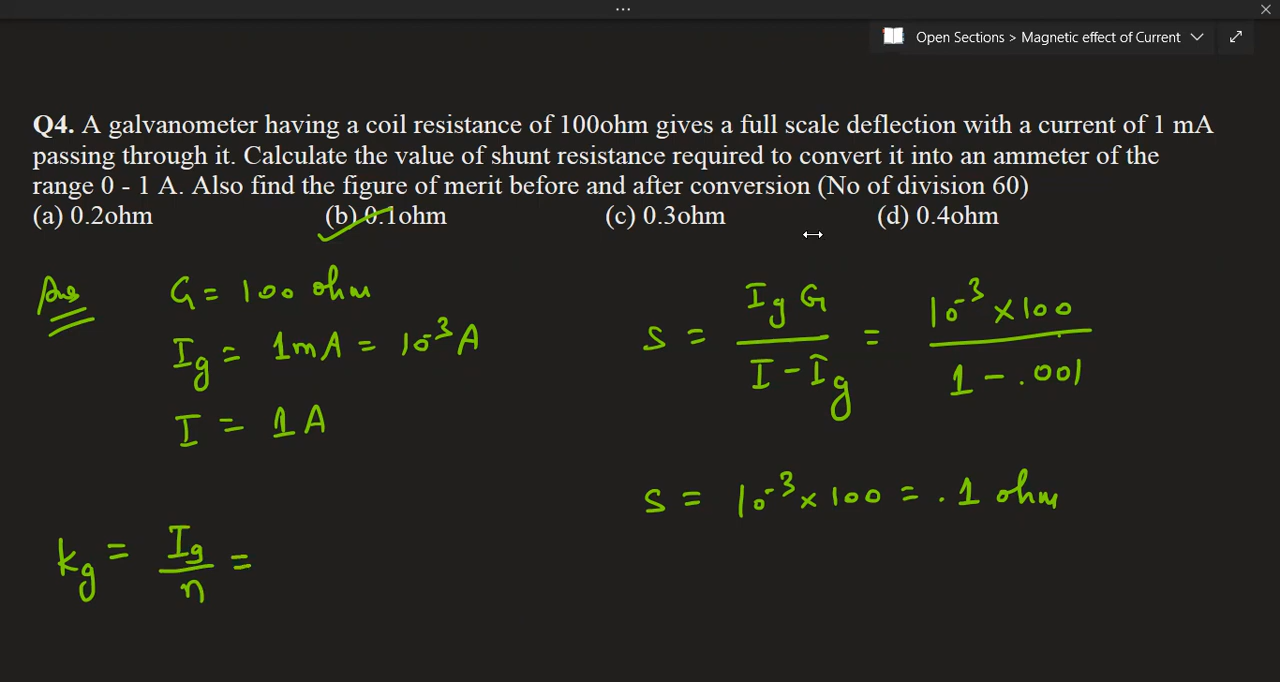 Open Sections > Magnetic effect of Current
Q4. A galvanometer having a coil resistance of 100ohm gives a full scale deflection with a current of 1 mA
passing through it. Calculate the value of shunt resistance required to convert it into an ammeter of the
range 0 - 1 A. Also find the figure of merit before and after conversion (No of division 60)
(a) 0.2ohm (b) 0.1ohm (c) 0.3ohm (d) 0.4ohm
Ans
G = 100 ohm
Ig = 1mA = 10⁻³ A
I = 1 A
S = Ig G / I - Ig = 10⁻³ × 100 / 1 - .001
S = 10⁻³ × 100 = .1 ohm
kg = Ig / n =